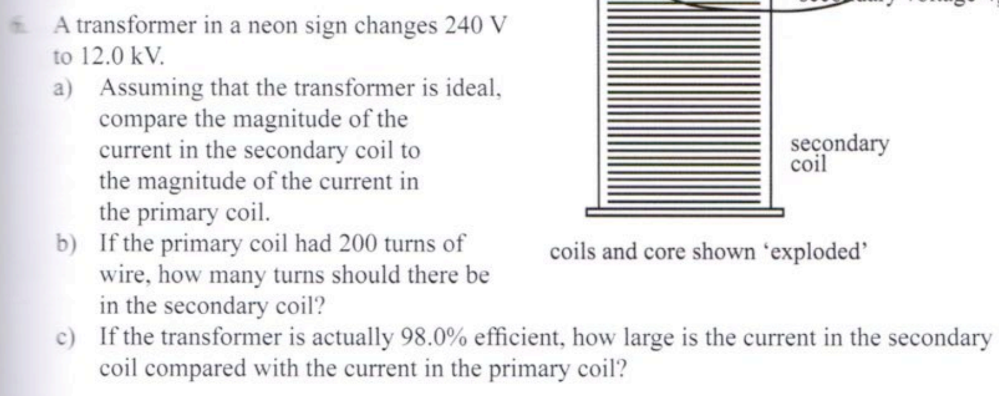 A transformer in a neon sign changes 240 V
to 12.0 kV.
a) Assuming that the transformer is ideal,
compare the magnitude of the
current in the secondary coil to
the magnitude of the current in
the primary coil.
b) If the primary coil had 200 turns of
wire, how many turns should there be
in the secondary coil?
c) If the transformer is actually 98.0% efficient, how large is the current in the secondary
coil compared with the current in the primary coil?
secondary
coil
coils and core shown ‘exploded’